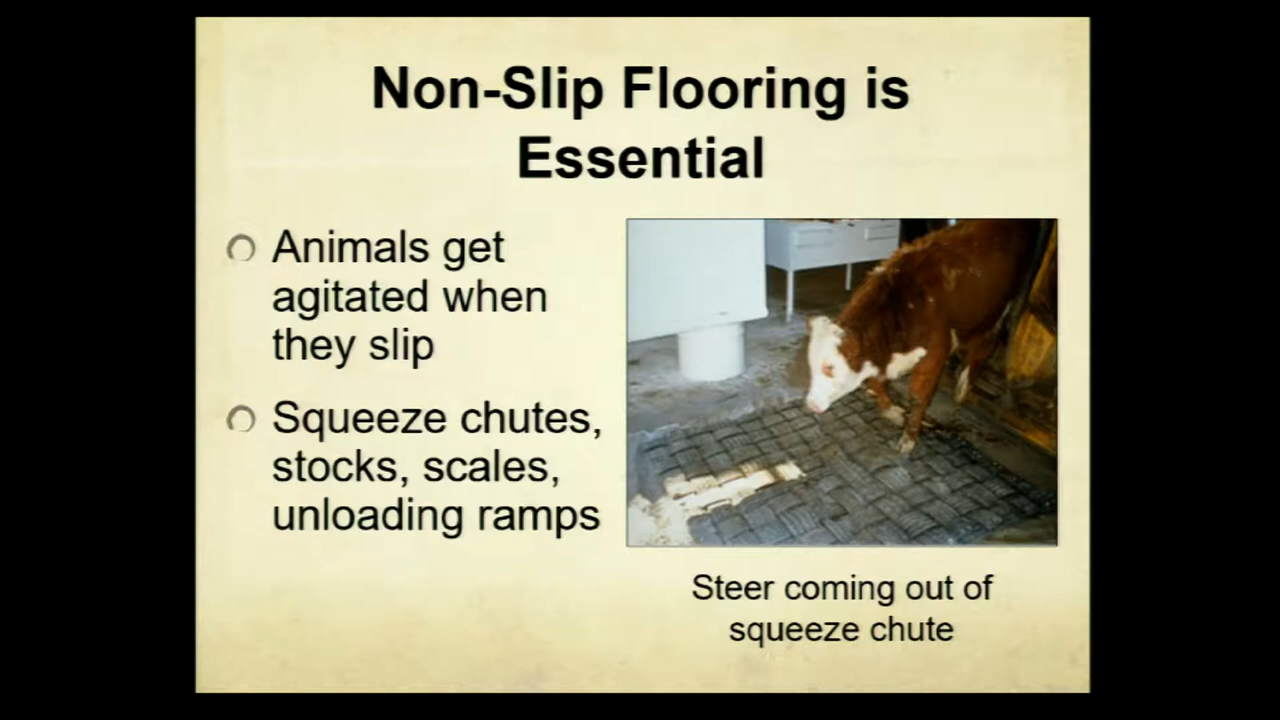 Non-Slip Flooring is
Essential
Animals get
agitated when
they slip
Squeeze chutes,
stocks, scales,
unloading ramps
Steer coming out of
squeeze chute